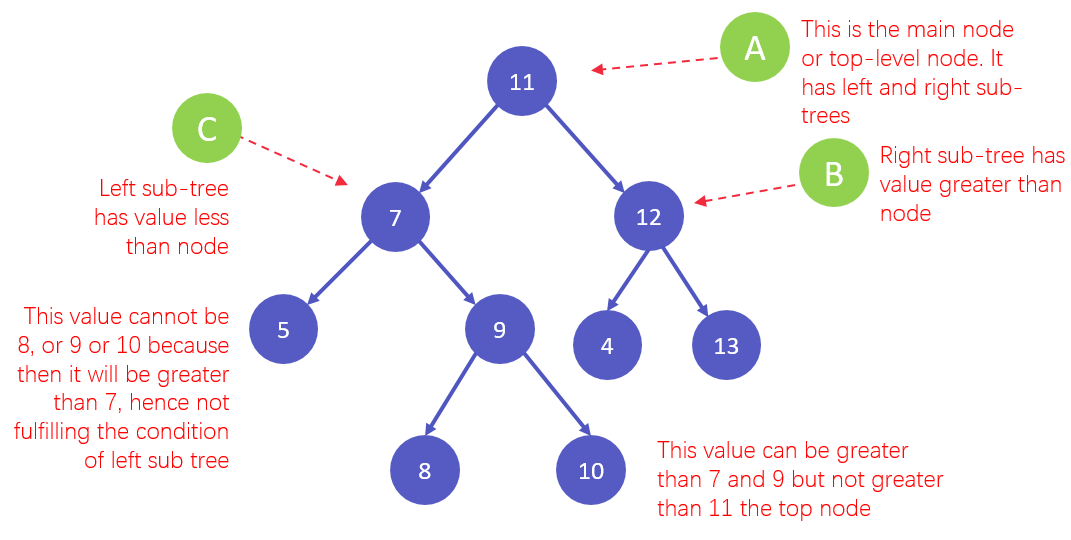 A
This is the main node
or top-level node. It
has left and right sub-
trees
11
C
B
Right sub-tree has
value greater than
node
Left sub-tree
has value less
than node
7
12
This value cannot be
8, or 9 or 10 because
then it will be greater
than 7, hence not
fulfilling the condition
of left sub tree
5
9
4
13
8
10
This value can be greater
than 7 and 9 but not greater
than 11 the top node